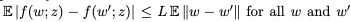 𝔼 |f(w; z) − f(w′; z)| ≤ L 𝔼 ‖w − w′‖ for all w and w′